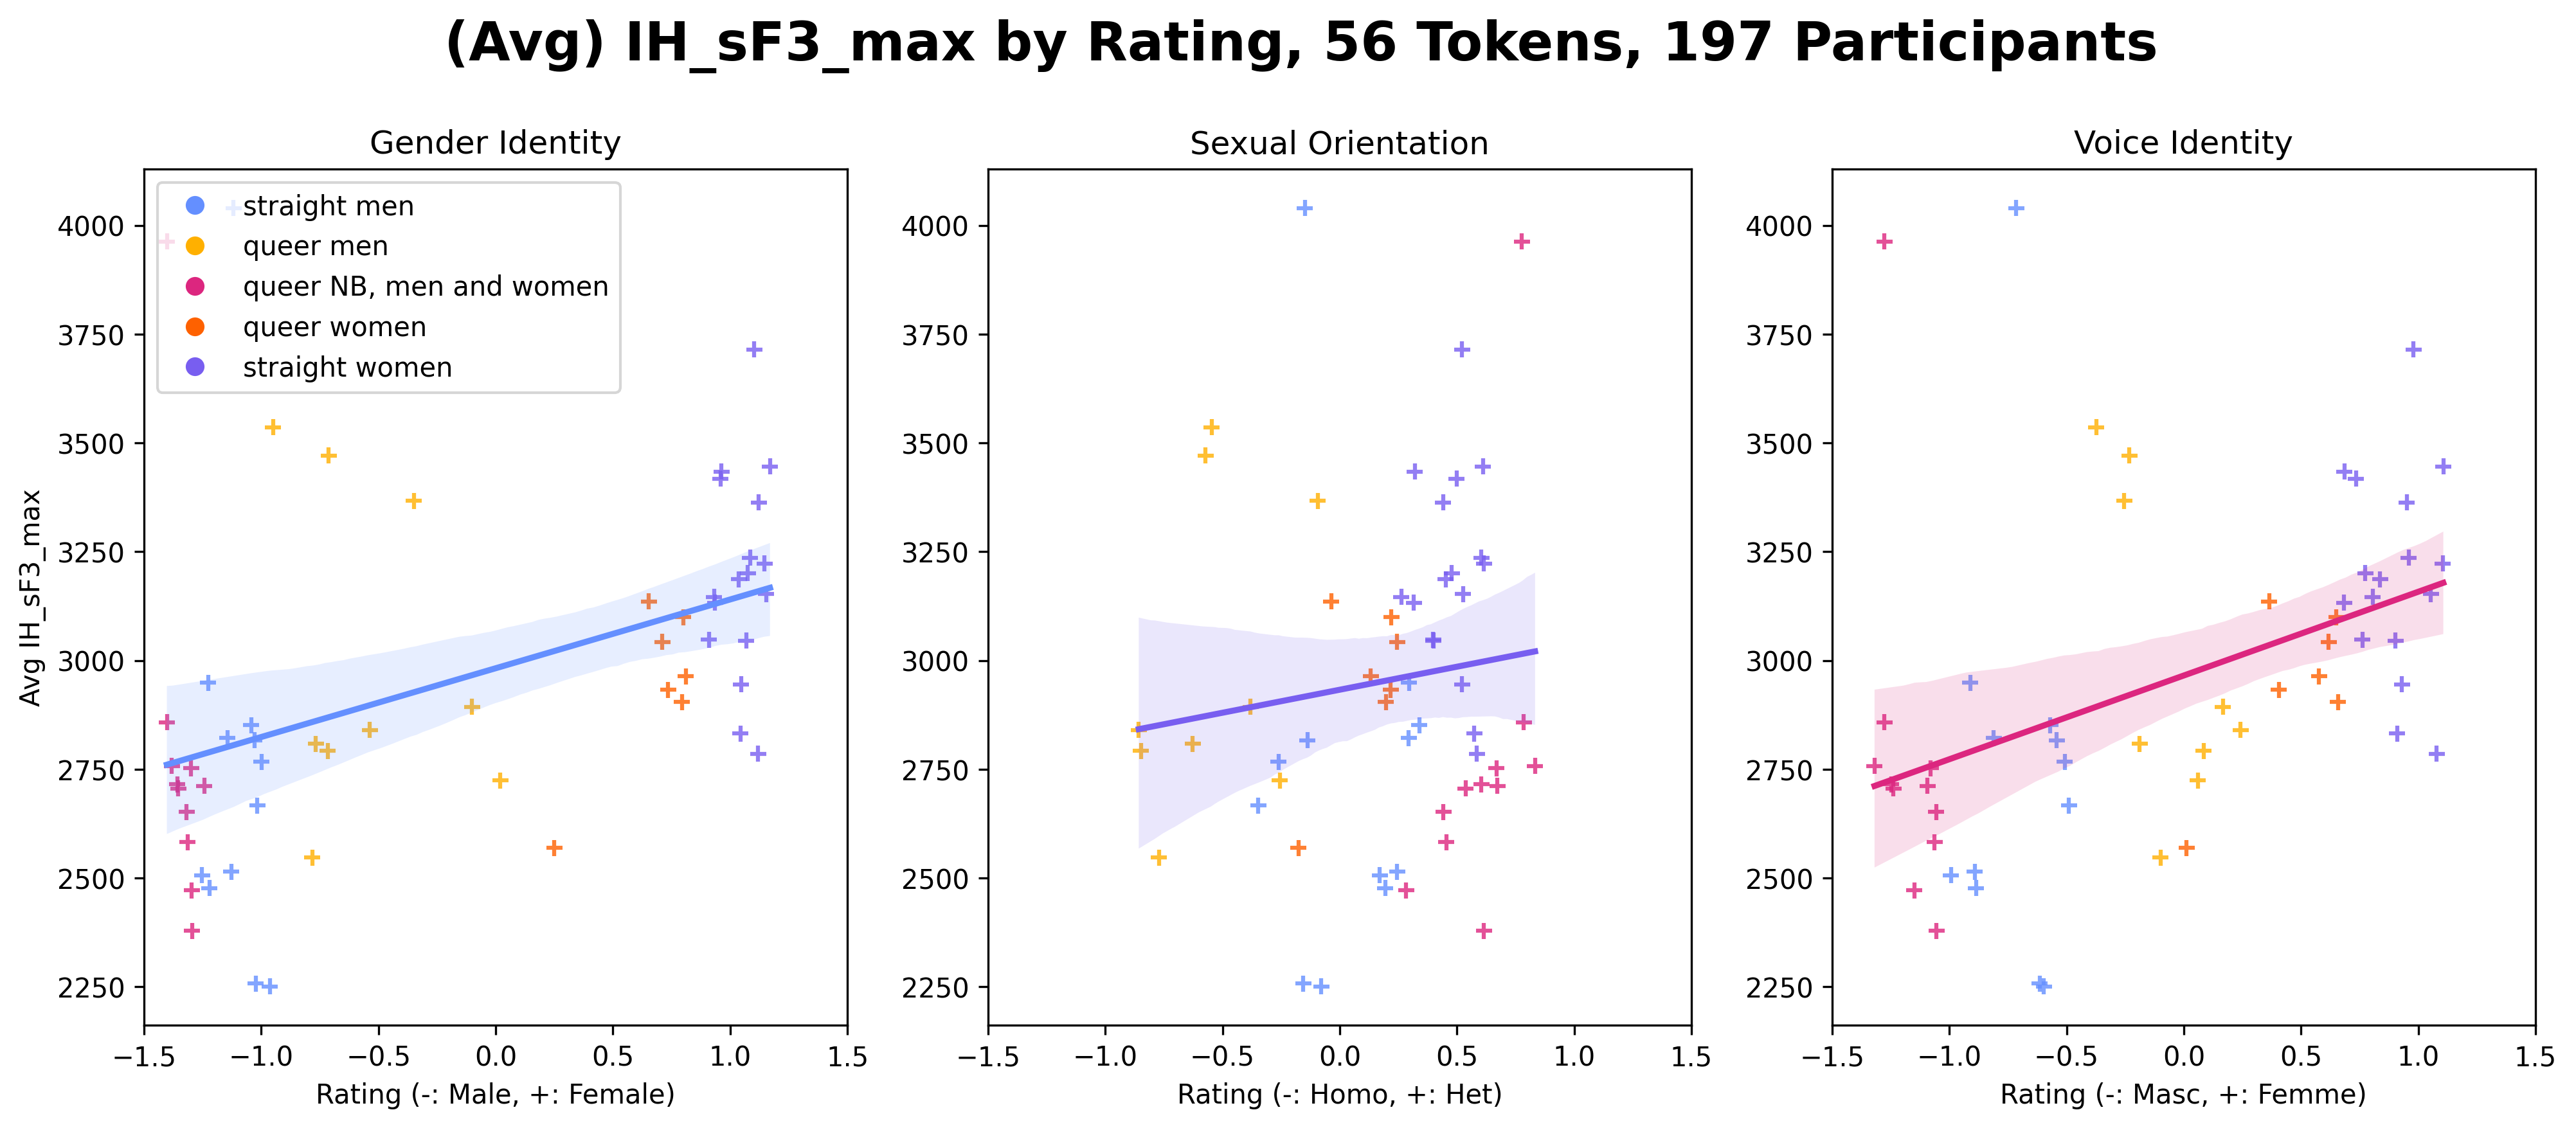 (Avg) IH_sF3_max by Rating, 56 Tokens, 197 Participants
Gender Identity
straight men
queer men
queer NB, men and women
queer women
straight women
Avg IH_sF3_max
4000
3750
3500
3250
3000
2750
2500
2250
−1.5 −1.0 −0.5 0.0 0.5 1.0 1.5
Rating (-: Male, +: Female)
Sexual Orientation
4000
3750
3500
3250
3000
2750
2500
2250
−1.5 −1.0 −0.5 0.0 0.5 1.0 1.5
Rating (-: Homo, +: Het)
Voice Identity
4000
3750
3500
3250
3000
2750
2500
2250
−1.5 −1.0 −0.5 0.0 0.5 1.0 1.5
Rating (-: Masc, +: Femme)